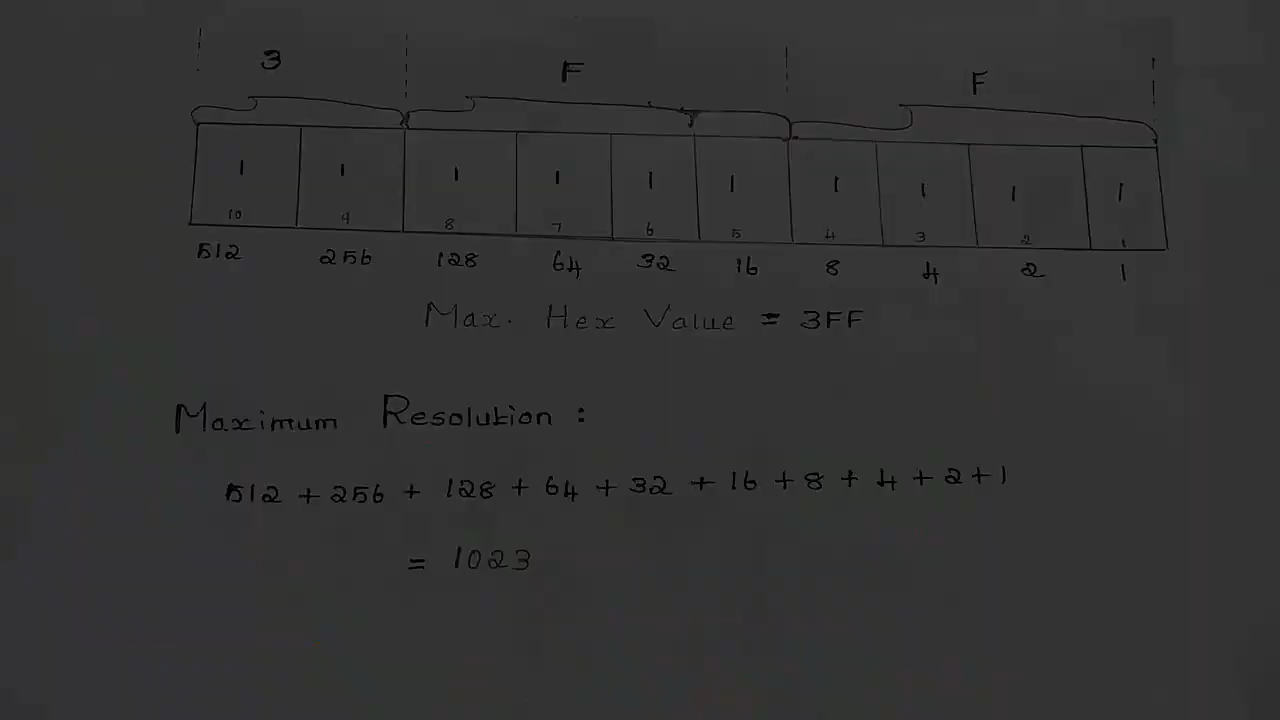 3 F F
1 1 1 1 1 1 1 1 1 1
10 9 8 7 6 5 4 3 2 1
512 256 128 64 32 16 8 4 2 1
Max. Hex Value = 3FF
Maximum Resolution :
512 + 256 + 128 + 64 + 32 + 16 + 8 + 4 + 2 + 1
= 1023